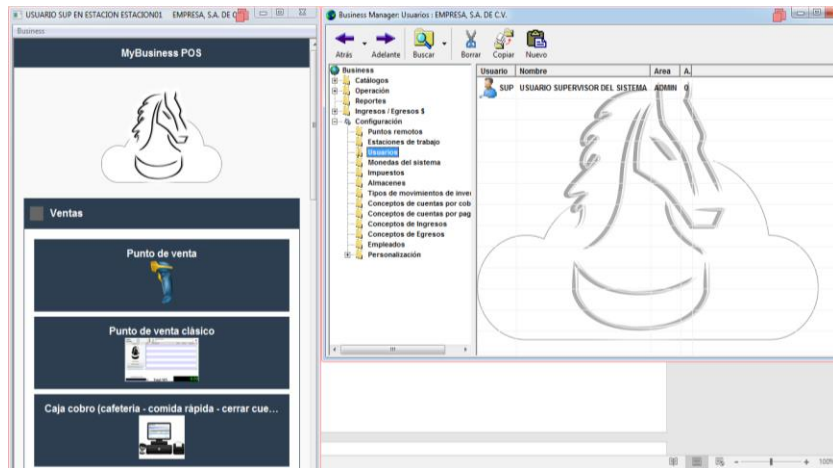 USUARIO SUP EN ESTACION ESTACION01 EMPRESA, S.A. DE C
Business
MyBusiness POS
Ventas
Punto de venta
Punto de venta clásico
Caja cobro (cafeteria - comida rápida - cerrar cue...
Business Manager: Usuarios : EMPRESA, S.A. DE C.V.
Atrás Adelante Buscar Borrar Copiar Nuevo
Business
Catálogos
Operación
Reportes
Ingresos / Egresos $
Configuración
Puntos remotos
Estaciones de trabajo
Usuarios
Monedas del sistema
Impuestos
Almacenes
Tipos de movimientos de inve
Conceptos de cuentas por cob
Conceptos de cuentas por pag
Conceptos de Ingresos
Conceptos de Egresos
Empleados
Personalización
Usuario Nombre Area A.
SUP USUARIO SUPERVISOR DEL SISTEMA ADMIN 0
100%